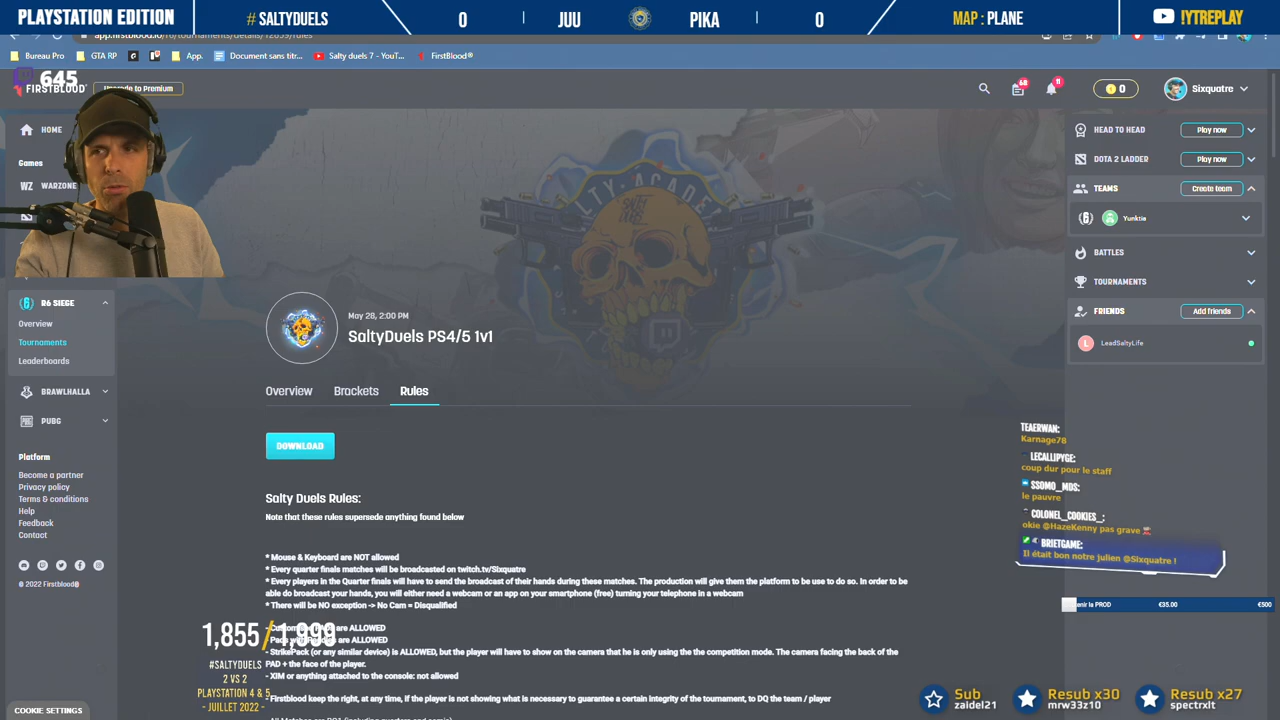 PLAYSTATION EDITION
# SALTYDUELS
0
JUU
PIKA
0
MAP : PLANE
!YTREPLAY
Bureau Pro
GTA RP
App.
Document sans titr...
Salty duels 7 - YouT...
FirstBlood®
645
FIRSTBLOOD
Upgrade to Premium
68
11
0
Sixquatre
HOME
Games
WZ WARZONE
R6 SIEGE
Overview
Tournaments
Leaderboards
BRAWLHALLA
PUBG
Platform
Become a partner
Privacy policy
Terms & conditions
Help
Feedback
Contact
© 2022 Firstblood®
COOKIE SETTINGS
SALTY ACADEMY
May 28, 2:00 PM
SaltyDuels PS4/5 1v1
Overview
Brackets
Rules
DOWNLOAD
Salty Duels Rules:
Note that these rules supersede anything found below
* Mouse & Keyboard are NOT allowed
* Every quarter finals matches will be broadcasted on twitch.tv/Sixquatre
* Every players in the Quarter finals will have to send the broadcast of their hands during these matches. The production will give them the platform to be use to do so. In order to be
able do broadcast your hands, you will either need a webcam or an app on your smartphone (free) turning your telephone in a webcam
* There will be NO exception -> No Cam = Disqualified
are ALLOWED
are ALLOWED
- StrikePack (or any similar device) is ALLOWED, but the player will have to show on the camera that he is only using the the competition mode. The camera facing the back of the
PAD + the face of the player.
- XIM or anything attached to the console: not allowed
- Firstblood keep the right, at any time, if the player is not showing what is necessary to guarantee a certain integrity of the tournament, to DQ the team / player
1,855 / 1,999
#SALTYDUELS
2 VS 2
PLAYSTATION 4 & 5
- JUILLET 2022 -
HEAD TO HEAD
Play now
DOTA 2 LADDER
Play now
TEAMS
Create team
Yunktis
BATTLES
TOURNAMENTS
FRIENDS
Add friends
L LeadSaltyLife
TEAERWAN:
Karnage78
LECALLIPYGE:
coup dur pour le staff
SSOMO_MDS:
le pauvre
COLONEL_COOKIES_:
okie @HazeKenny pas grave
BRIETGAME:
Il était bon notre julien @Sixquatre !
enir la PROD
€35.00
€500
Sub
zaidel21
Resub x30
mrw33z10
Resub x27
spectrxlt